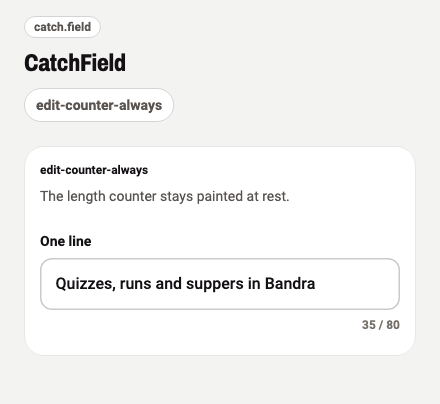 catch.field
CatchField
edit-counter-always
edit-counter-always
The length counter stays painted at rest.
One line
Quizzes, runs and suppers in Bandra
35 / 80